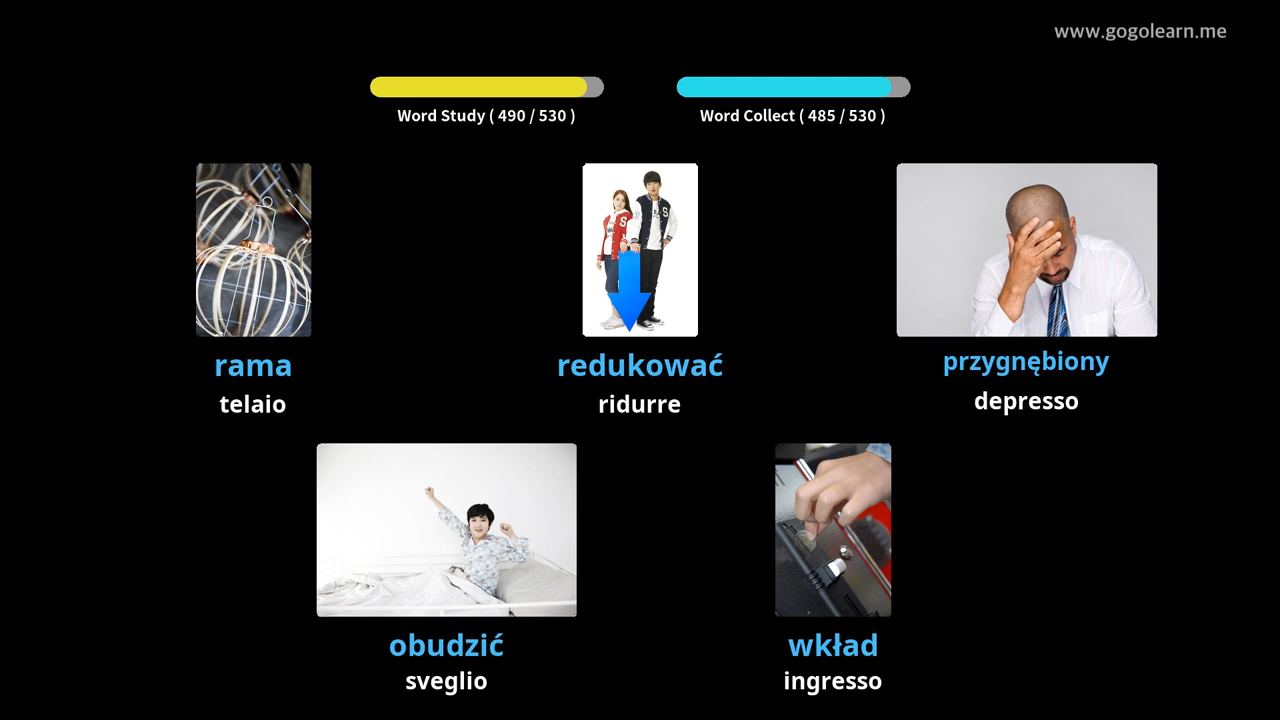 www.gogolearn.me
Word Study ( 490 / 530 )
Word Collect ( 485 / 530 )
rama
telaio
redukować
ridurre
przygnębiony
depresso
obudzić
sveglio
wkład
ingresso